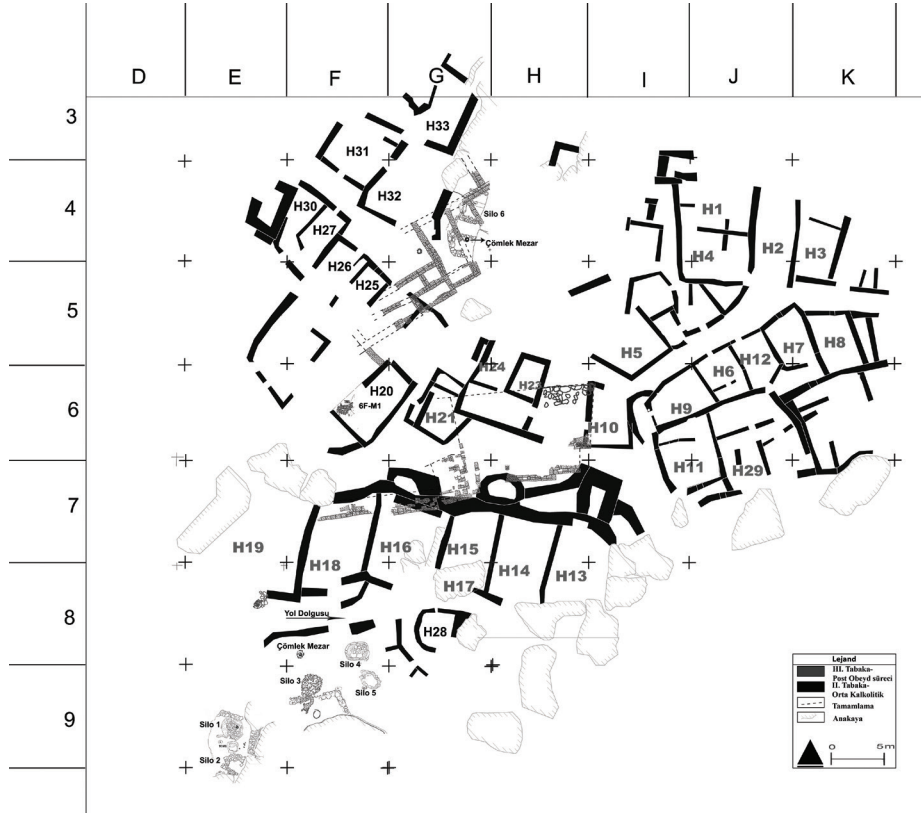 D E F G H I J K
3
H33
H31
4
H32
H30
H1
Silo 6
H27
Çömlek Mezar
H2
H3
H4
H26
H25
5
H5
H7
H8
H12
H24
H6
H23
H20
6F-M1
6
H21
H9
H10
H11
H29
7
H19
H16
H15
H18
H14
H13
H17
8
Yol Dolgusu
H28
Çömlek Mezar
Silo 4
Silo 3
Silo 5
9
Silo 1
Silo 2
Lejand
III. Tabaka-
Post Obeyd süreci
II. Tabaka-
Orta Kalkolitik
Tamamlama
Anakaya
0 5m